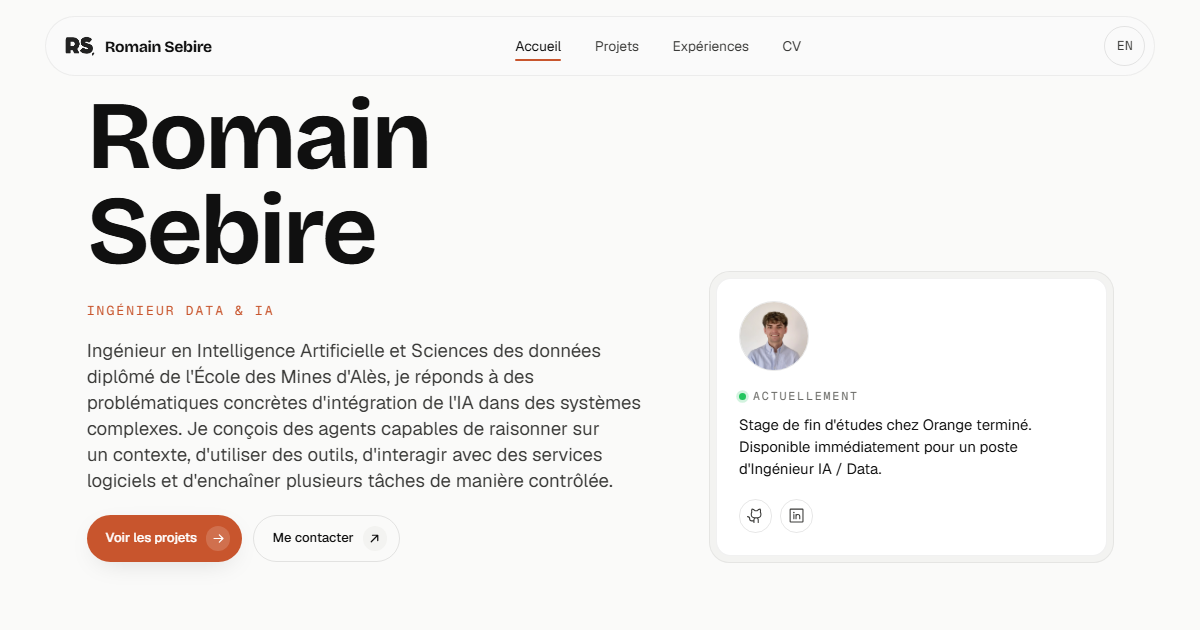 RS
Romain Sebire
Accueil
Projets
Expériences
CV
EN
Romain
Sebire
INGÉNIEUR DATA & IA
Ingénieur en Intelligence Artificielle et Sciences des données
diplômé de l'École des Mines d'Alès, je réponds à des
problématiques concrètes d'intégration de l'IA dans des systèmes
complexes. Je conçois des agents capables de raisonner sur
un contexte, d'utiliser des outils, d'interagir avec des services
logiciels et d'enchaîner plusieurs tâches de manière contrôlée.
Voir les projets
Me contacter
ACTUELLEMENT
Stage de fin d'études chez Orange terminé.
Disponible immédiatement pour un poste
d'Ingénieur IA / Data.